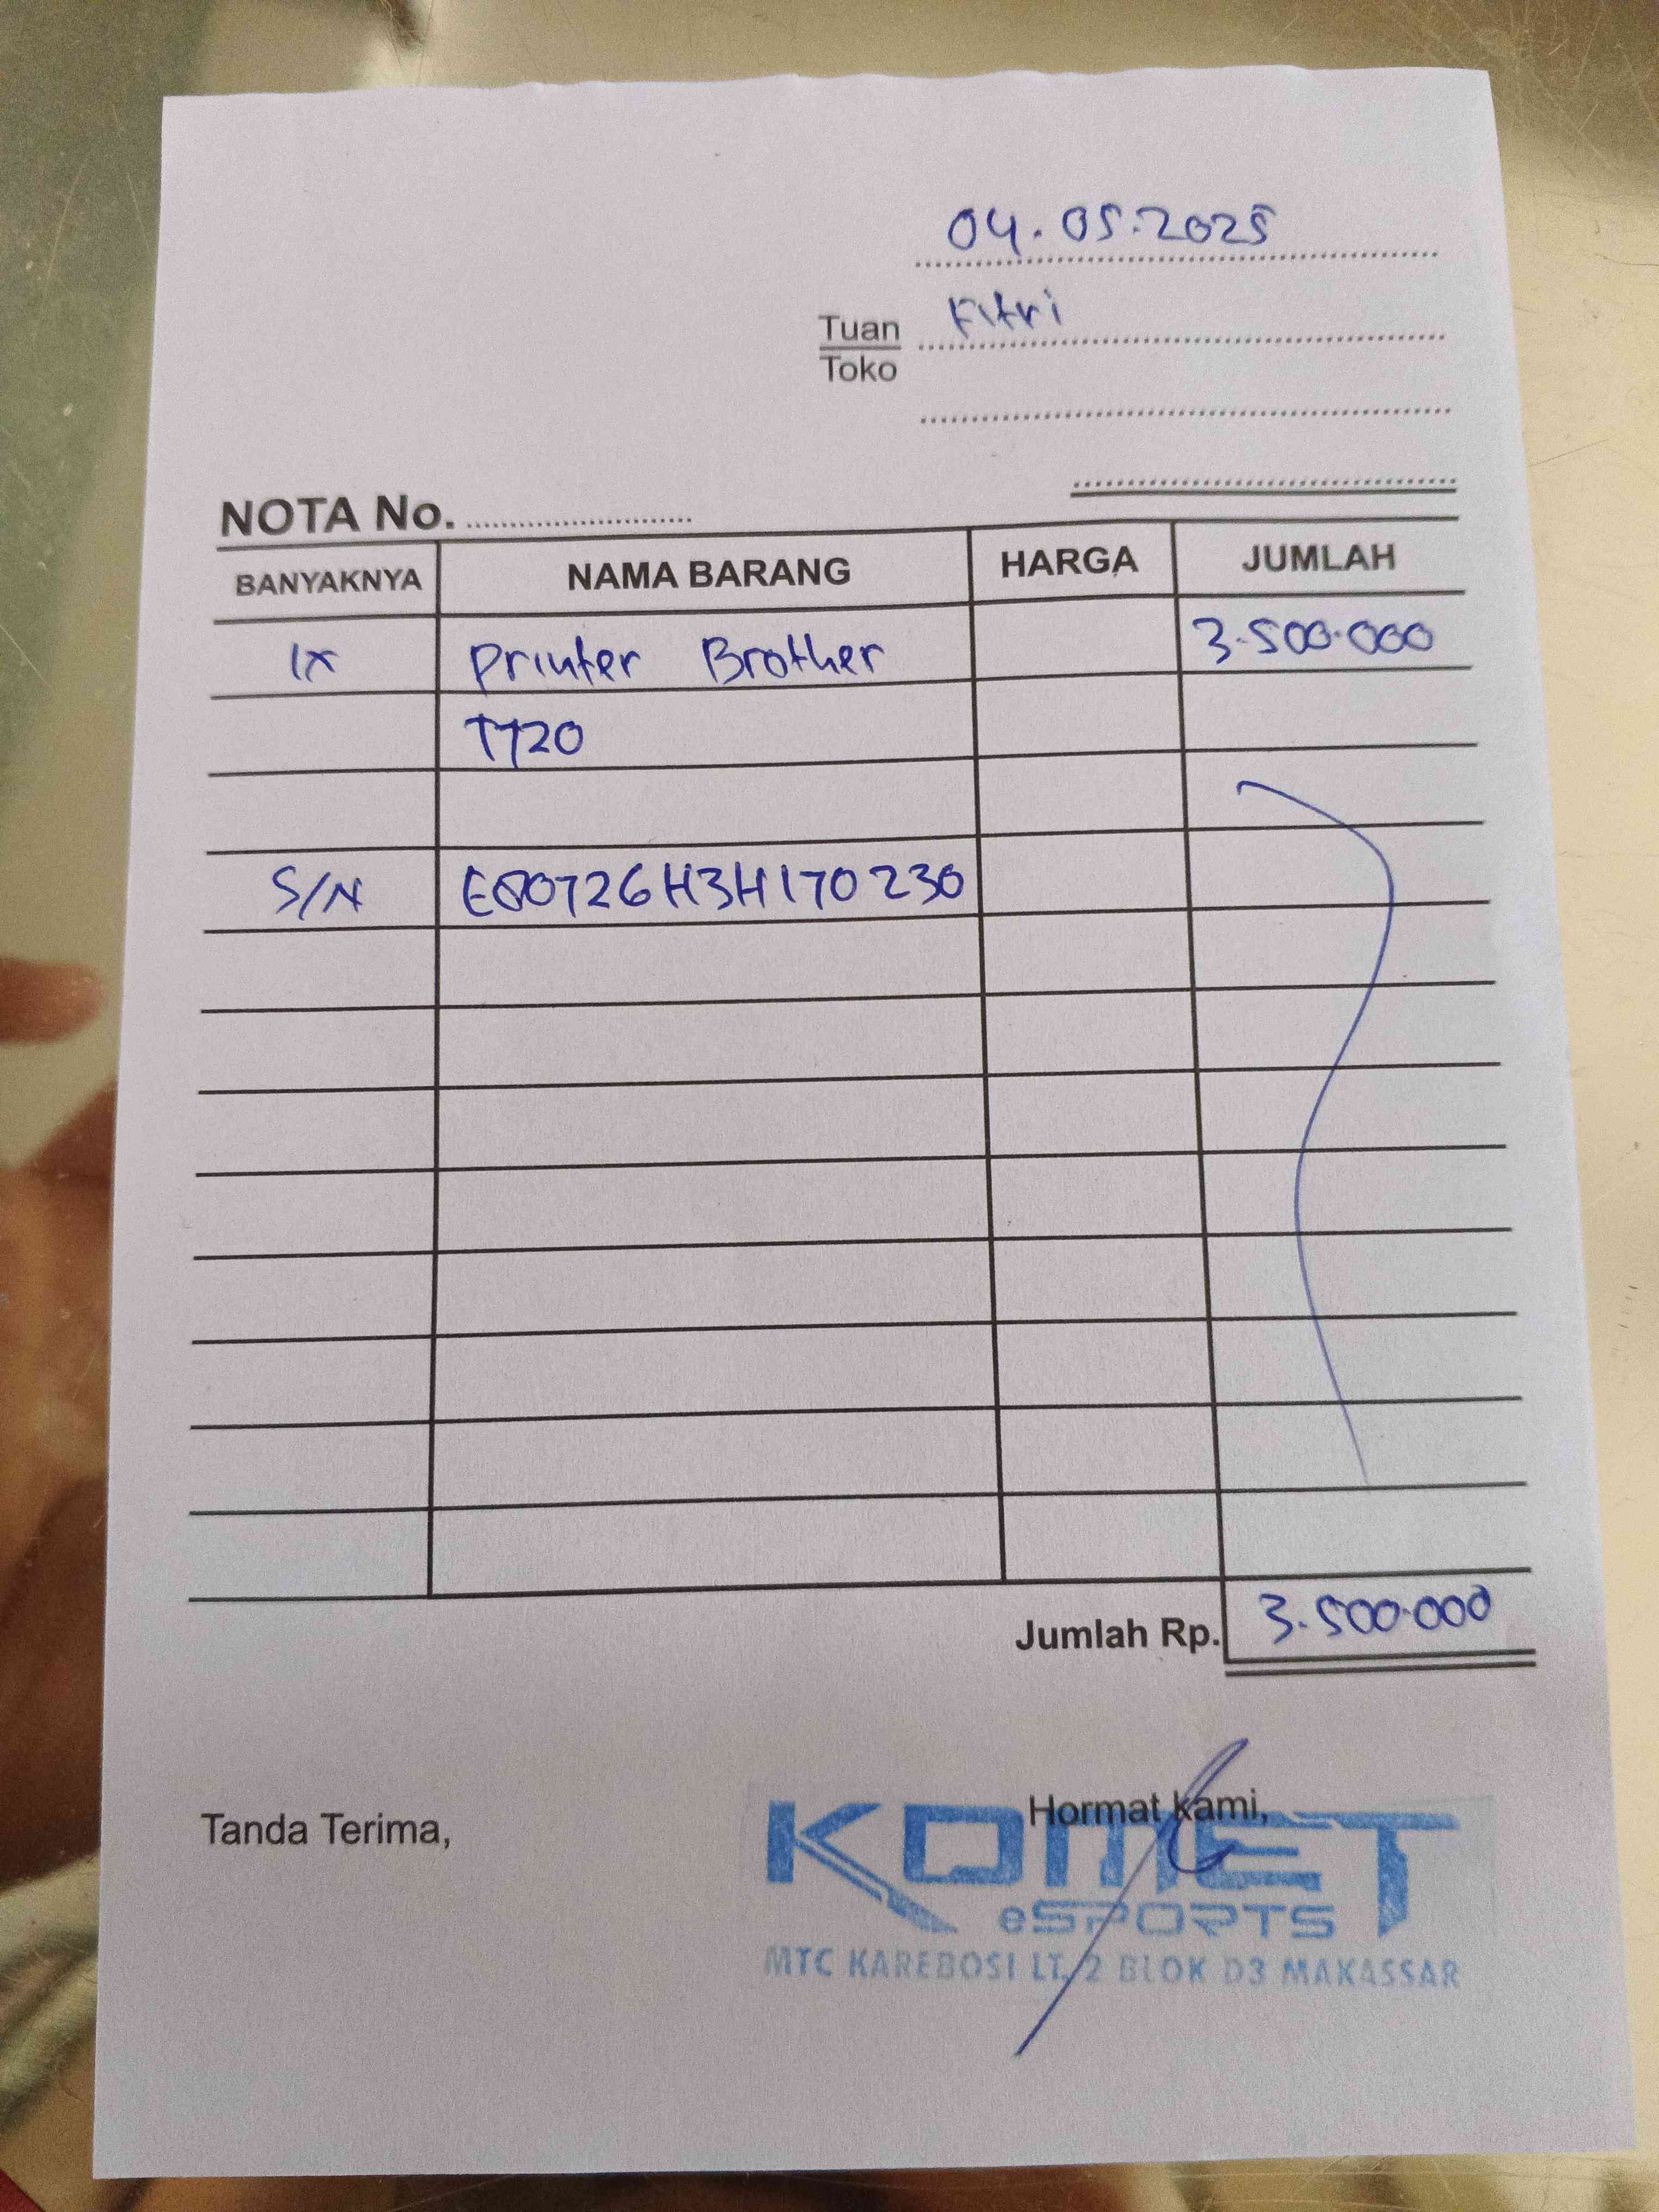 04.05.2025
Tuan Fitri
Toko
NOTA No.
BANYAKNYA NAMA BARANG HARGA JUMLAH
1x Printer Brother 3.500.000
T720
S/N E80726H3H170230
Jumlah Rp. 3.500.000
Tanda Terima, Hormat kami,
KOMET
eSPORTS
MTC KAREBOSI LT. 2 BLOK D3 MAKASSAR